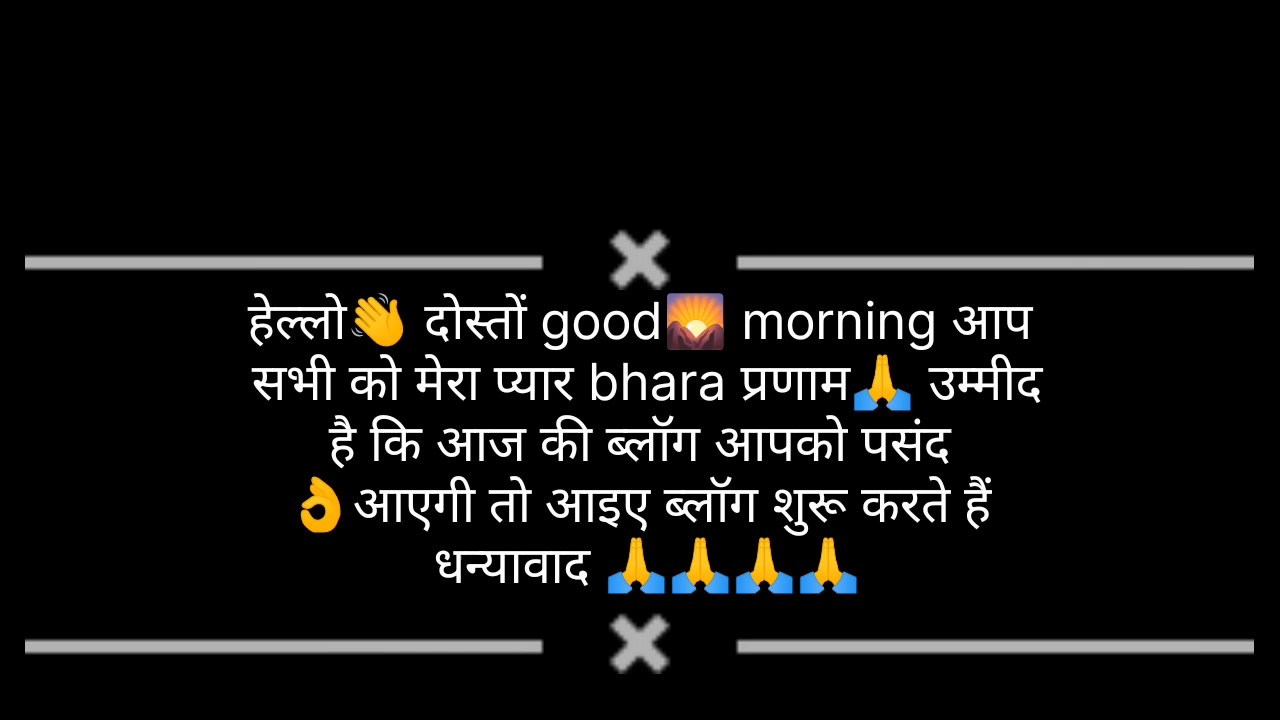 हेल्लो👋 दोस्तों good🌄 morning आप
सभी को मेरा प्यार bhara प्रणाम🙏 उम्मीद
है कि आज की ब्लॉग आपको पसंद
👌आएगी तो आइए ब्लॉग शुरू करते हैं
धन्यावाद 🙏🙏🙏🙏